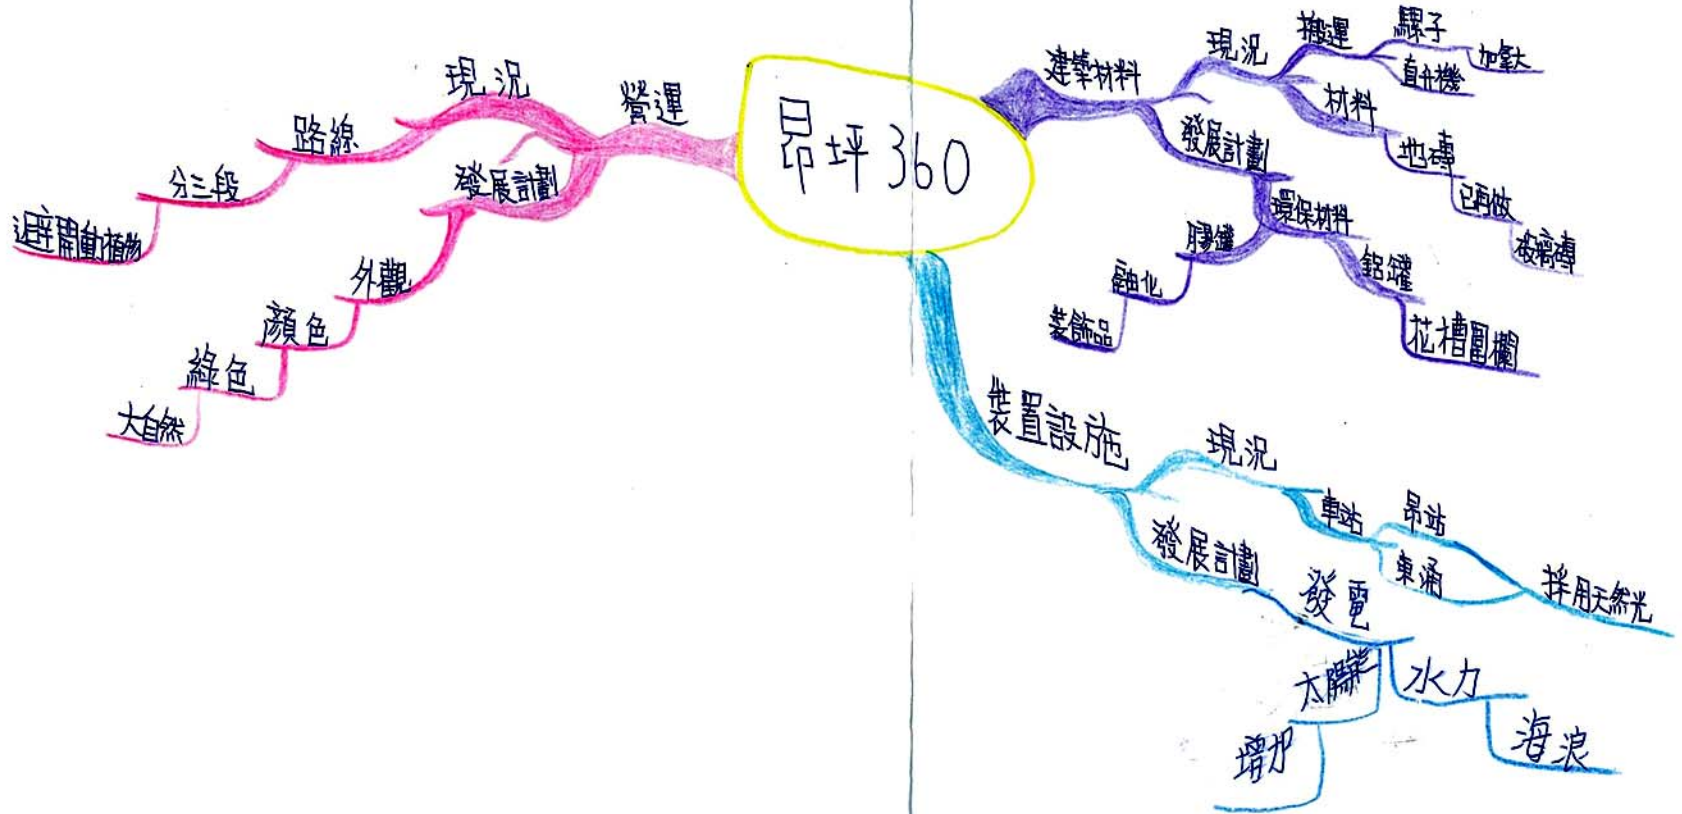 昂坪360
營運
現況
路線
分三段
避開動植物
發展計劃
外觀
顏色
綠色
大自然
建築材料
現況
搬運
騾子
加拿大
直升機
材料
地磚
已再做
玻璃磚
發展計劃
環保材料
膠罐
融化
裝飾品
鋁罐
花槽圍欄
裝置設施
現況
車站
昂站
東涌
採用天然光
發展計劃
發電
太陽能
增加
水力
海浪